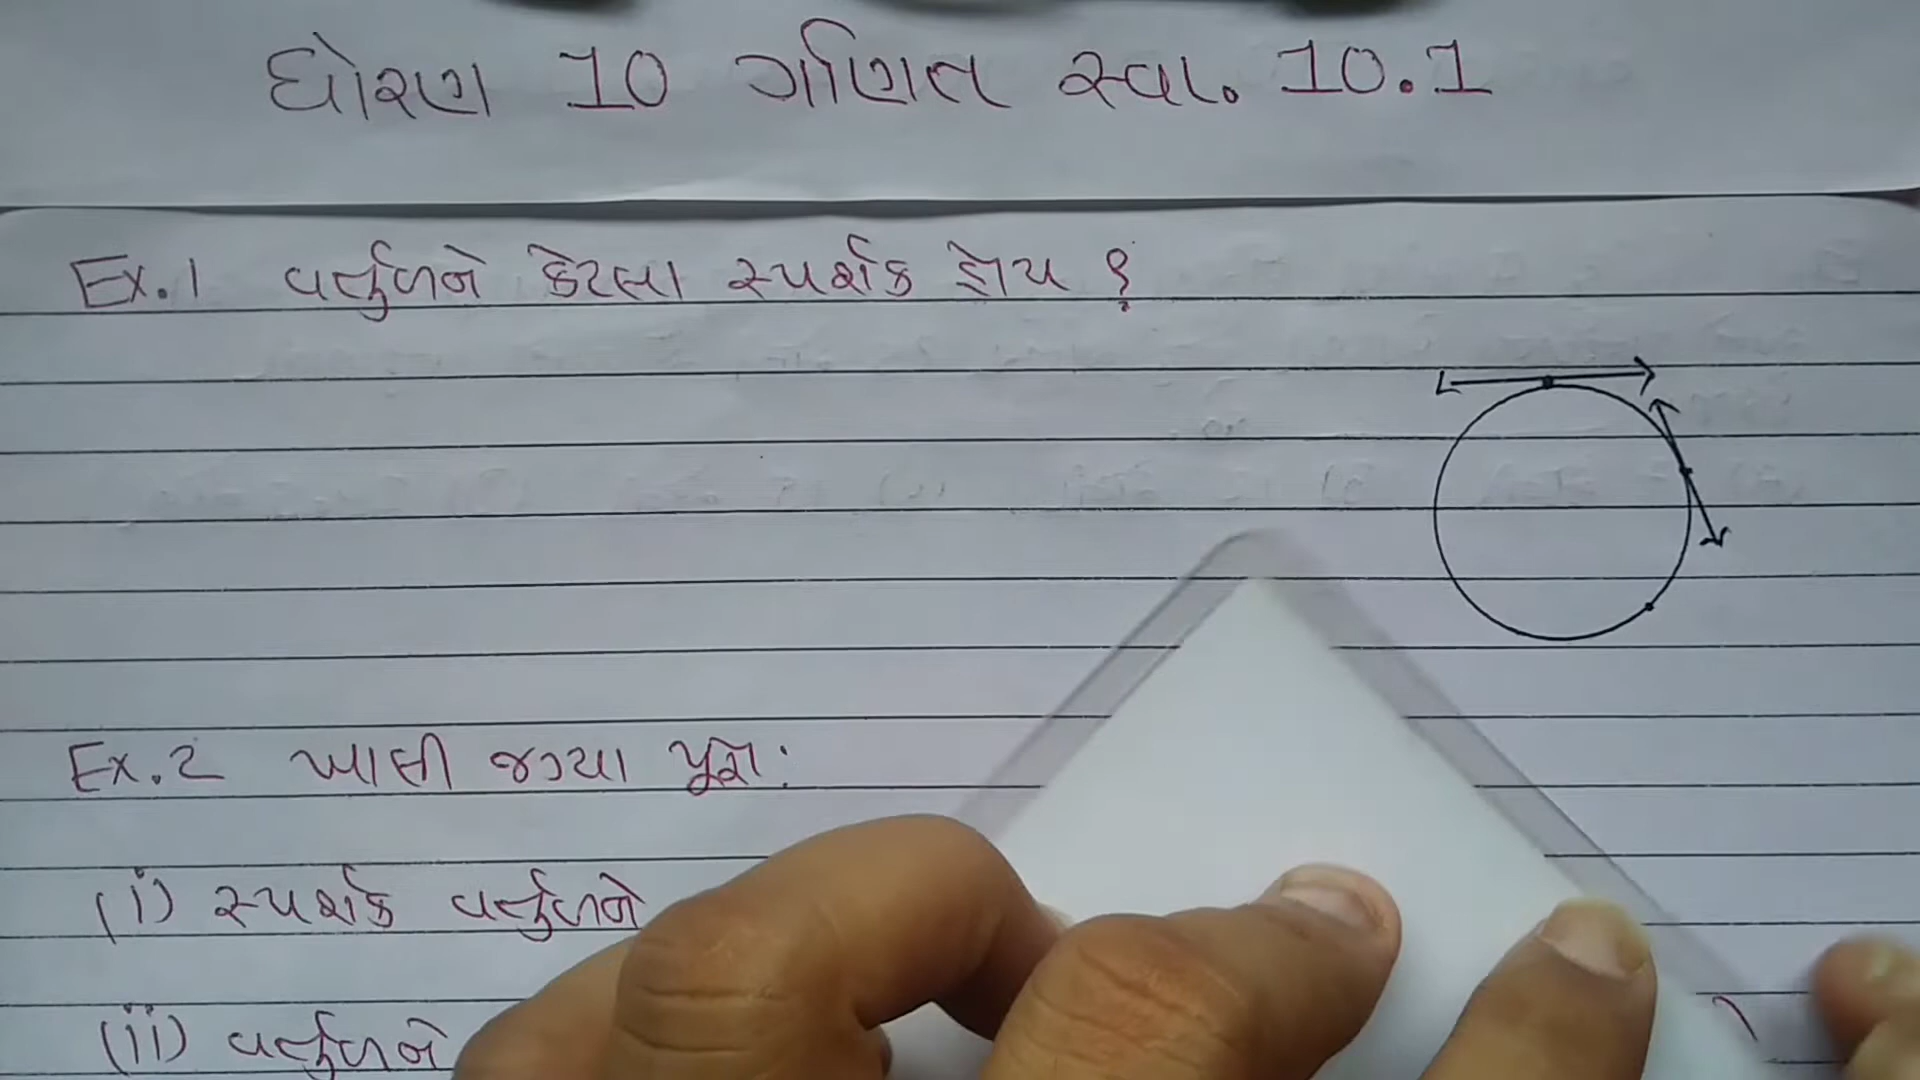 ધોરણ 10 ગણિત સ્વા. 10.1
Ex.1 વર્તુળને કેટલા સ્પર્શક હોય ?
Ex.2 ખાલી જગ્યા પૂરો:
(i) સ્પર્શક વર્તુળને
(ii) વર્તુળને